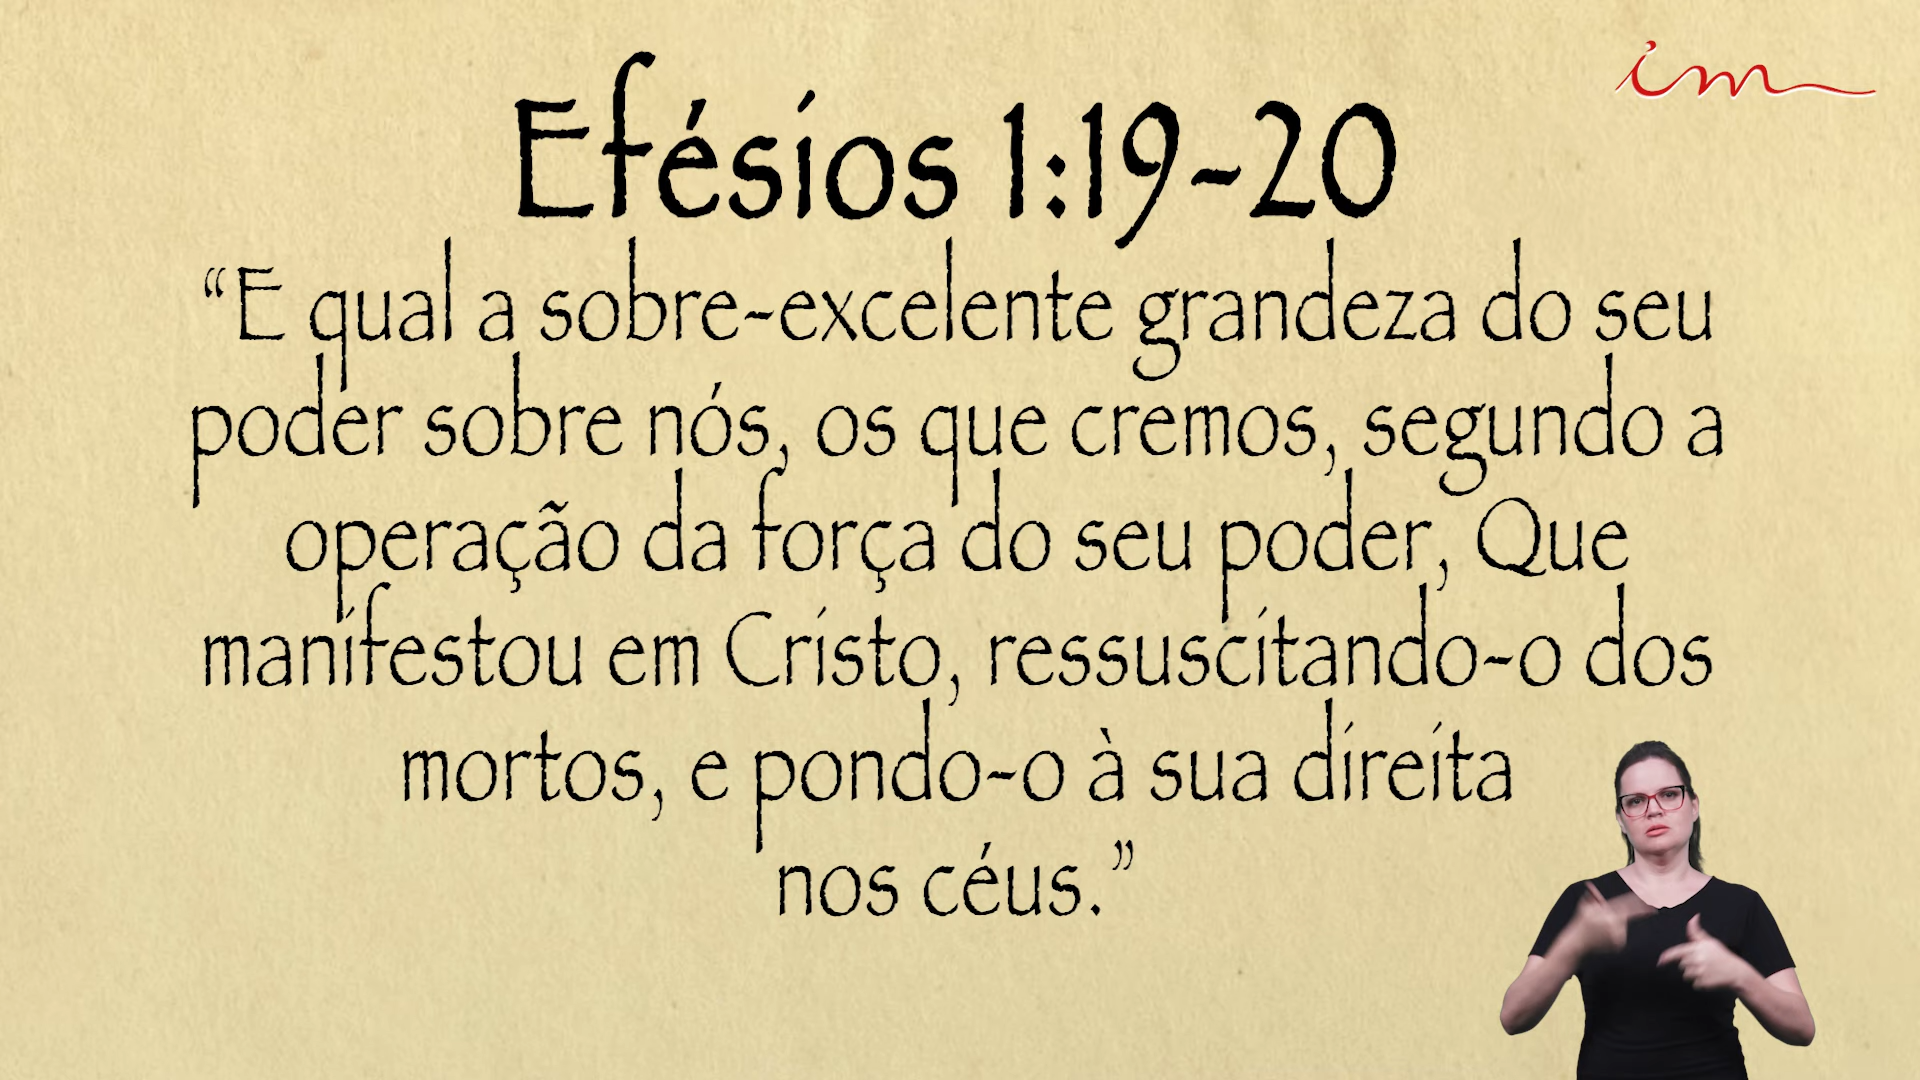 im
Efésios 1:19-20
“E qual a sobre-excelente grandeza do seu
poder sobre nós, os que cremos, segundo a
operação da força do seu poder, Que
manifestou em Cristo, ressuscitando-o dos
mortos, e pondo-o à sua direita
nos céus.”